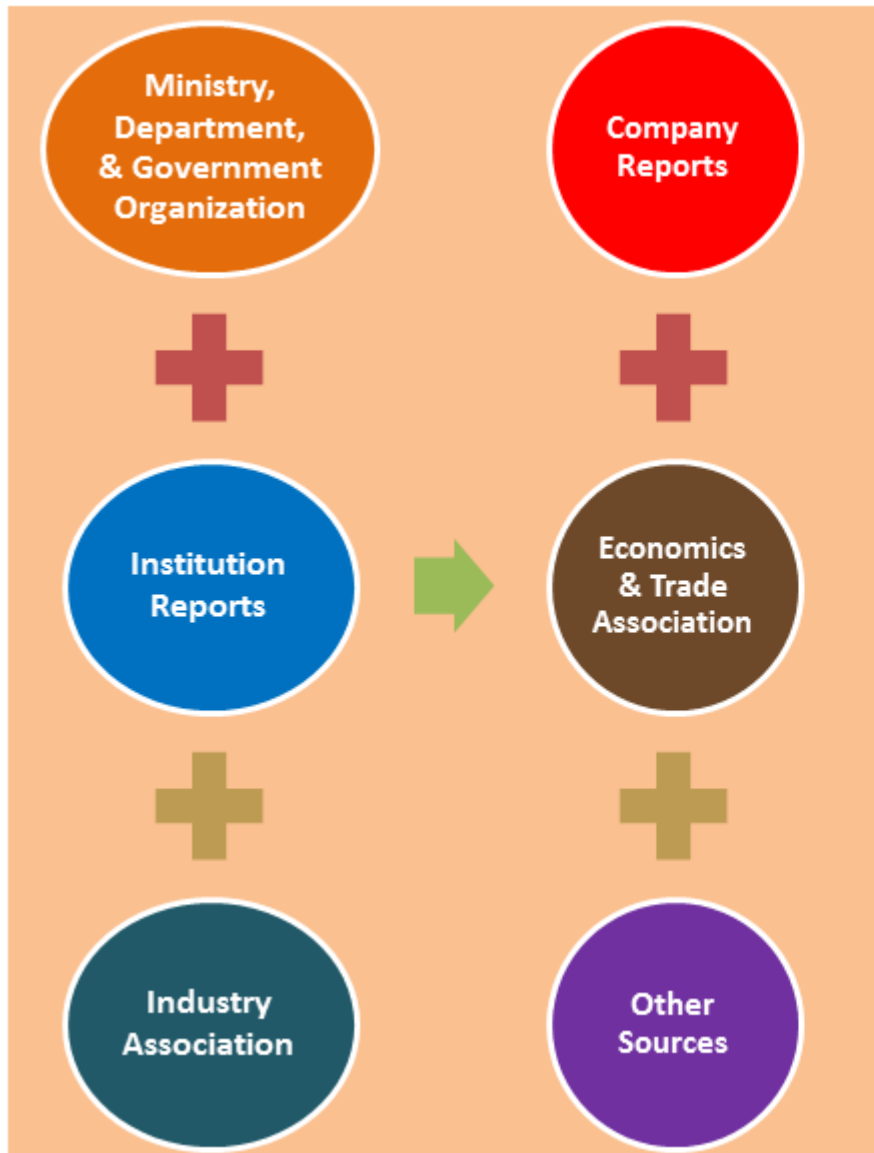 Ministry,
Department,
& Government
Organization
Company
Reports
Institution
Reports
Economics
& Trade
Association
Industry
Association
Other
Sources